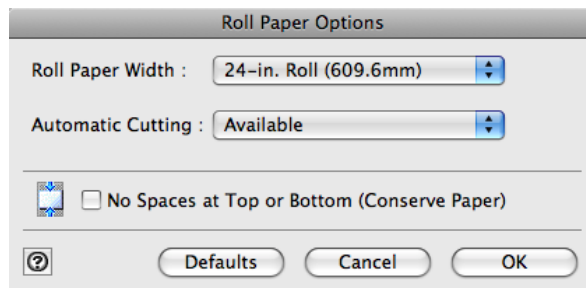 Roll Paper Options
Roll Paper Width : 24-in. Roll (609.6mm)
Automatic Cutting : Available
No Spaces at Top or Bottom (Conserve Paper)
? Defaults Cancel OK